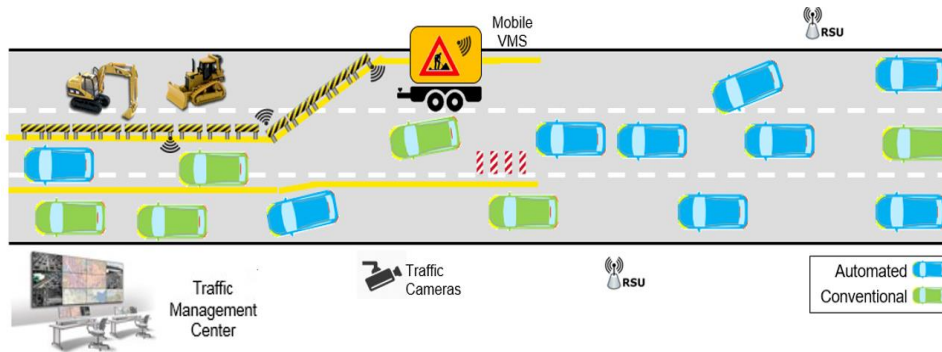 Mobile
VMS
RSU
Traffic
Management
Center
Traffic
Cameras
RSU
Automated
Conventional